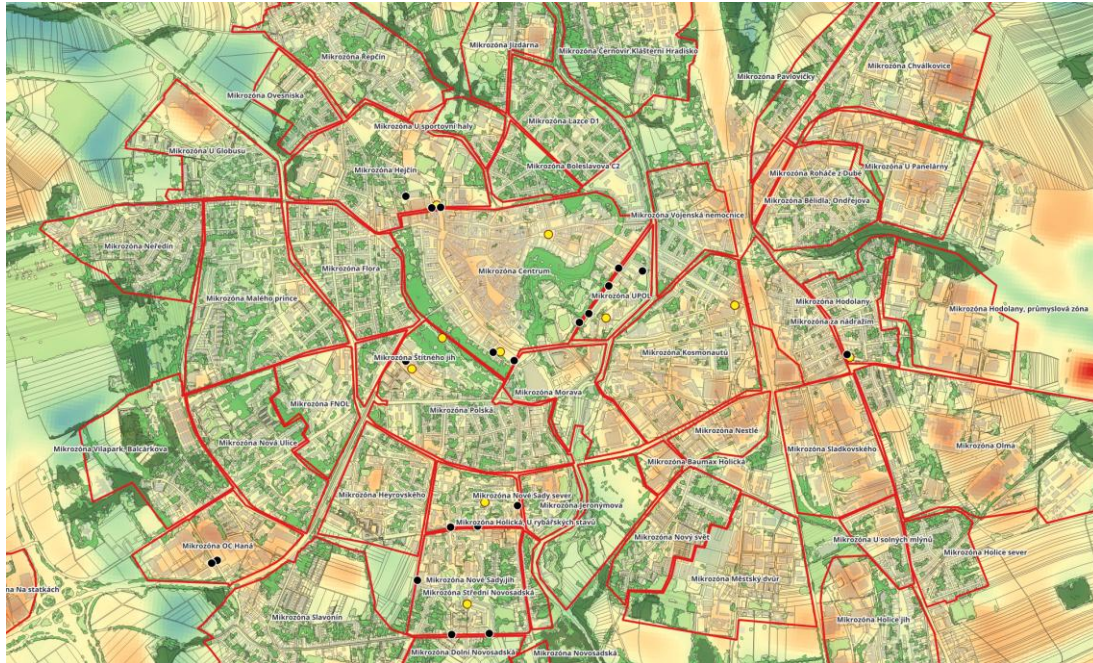 Mikrozóna Jízdárna
Mikrozóna Černovír, Klášterní Hradisko
Mikrozóna Řepčín
Mikrozóna Chválkovice
Mikrozóna Pavlovičky
Mikrozóna Ovesniska
Mikrozóna Lazce D1
Mikrozóna U sportovní haly
Mikrozóna U Globusu
Mikrozóna Boleslavova C2
Mikrozóna U Panelárny
Mikrozóna Hejčín
Mikrozóna Roháče z Dubé
Mikrozóna Bělidla, Ondřejova
Mikrozóna Vojenská nemocnice
Mikrozóna Neředín
Mikrozóna Flora
Mikrozóna Centrum
Mikrozóna UPOL
Mikrozóna Malého prince
Mikrozóna Hodolany
Mikrozóna Hodolany, průmyslová zóna
Mikrozóna za nádražím
Mikrozóna Kosmonautů
Mikrozóna Štítného jih
Mikrozóna FNOL
Mikrozóna Morava
Mikrozóna Polská
Mikrozóna Nestlé
Mikrozóna Nová Ulice
Mikrozóna Vilapark, Balcárkova
Mikrozóna Sladkovského
Mikrozóna Olma
Mikrozóna Baumax Holická
Mikrozóna Heyrovského
Mikrozóna Nové Sady sever
Mikrozóna Jeronýmova
Mikrozóna Holická, U rybářských stavů
Mikrozóna Nový svět
Mikrozóna U solných mlýnů
Mikrozóna OC Haná
Mikrozóna Holice sever
Mikrozóna Nové Sady jih
Mikrozóna Městský dvůr
na Na statkách
Mikrozóna Střední Novosadská
Mikrozóna Slavonín
Mikrozóna Holice jih
Mikrozóna Dolní Novosadská
Mikrozóna Novosadská